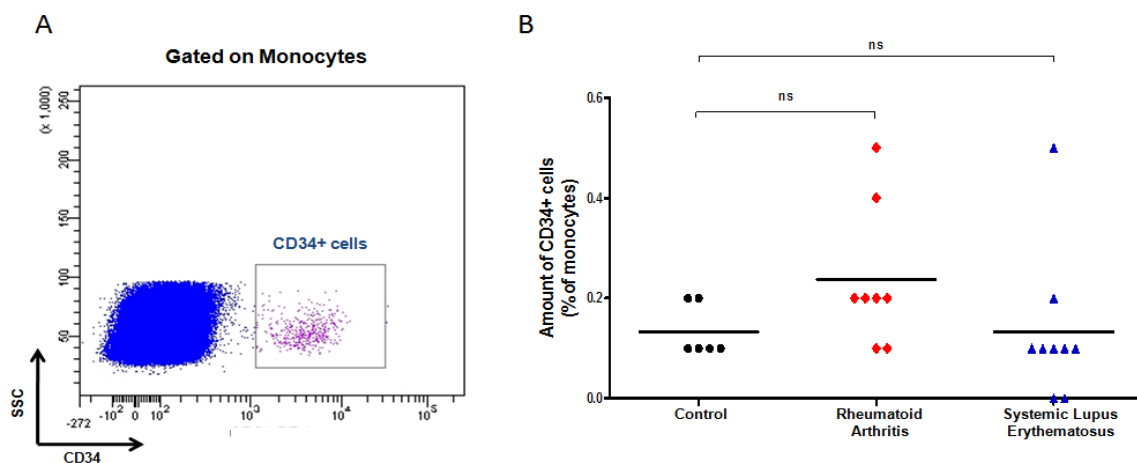 A
Gated on Monocytes
(x 1,000)
250
200
150
100
50
CD34+ cells
SSC
-272
-10² 0 10² 10³ 10⁴ 10⁵
CD34
B
ns
ns
Amount of CD34+ cells
(% of monocytes)
0.6
0.4
0.2
0.0
Control
Rheumatoid
Arthritis
Systemic Lupus
Erythematosus